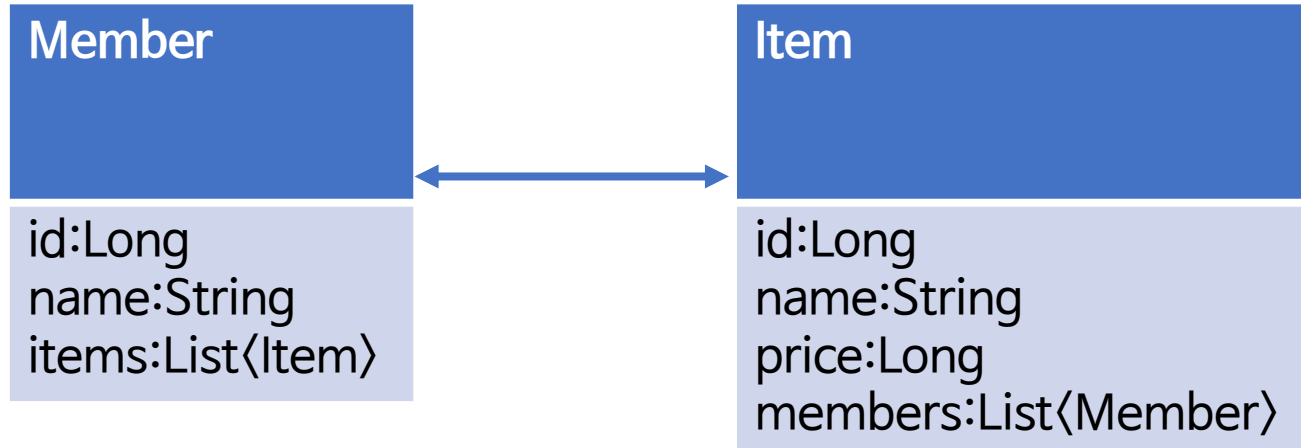 Member
id:Long
name:String
items:List〈Item〉
Item
id:Long
name:String
price:Long
members:List〈Member〉